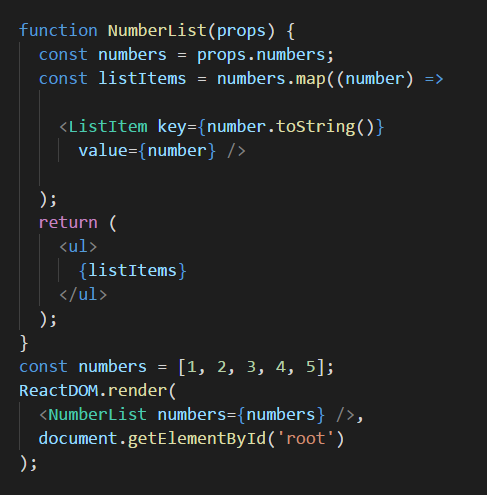 function NumberList(props) {
  const numbers = props.numbers;
  const listItems = numbers.map((number) =>
    <ListItem key={number.toString()}
      value={number} />
  );
  return (
    <ul>
      {listItems}
    </ul>
  );
}
const numbers = [1, 2, 3, 4, 5];
ReactDOM.render(
  <NumberList numbers={numbers} />,
  document.getElementById('root')
);